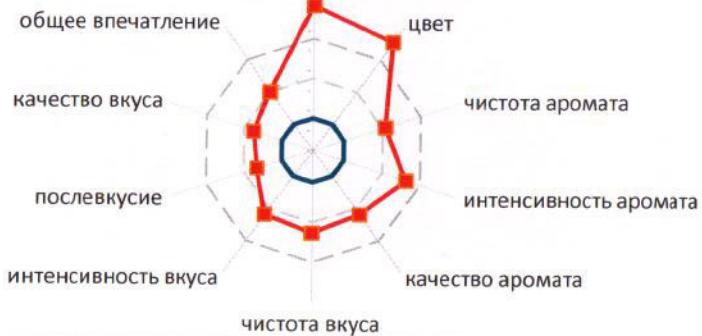 общее впечатление
цвет
качество вкуса
чистота аромата
послевкусие
интенсивность аромата
интенсивность вкуса
качество аромата
чистота вкуса